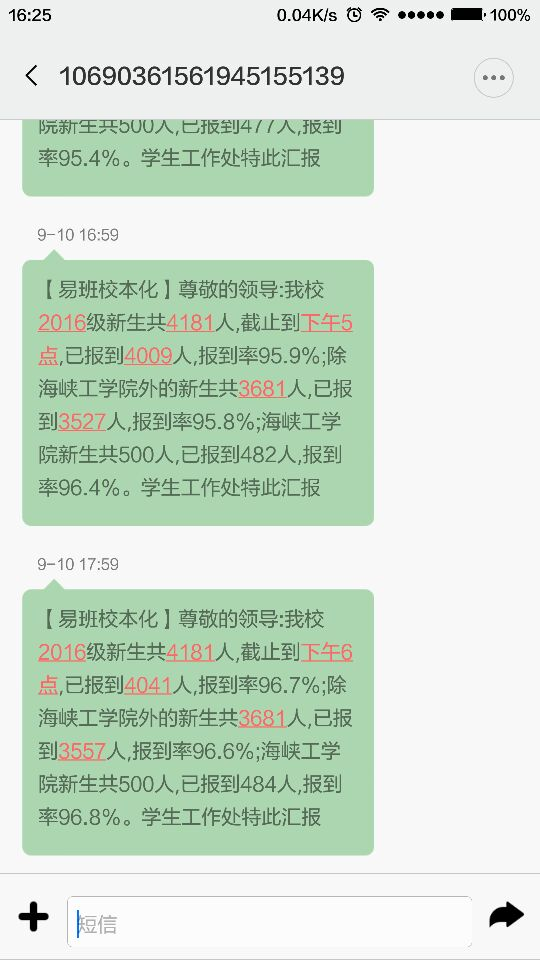 16:25
0.04K/s
100%
10690361561945155139
院新生共500人,已报到477人,报到
率95.4%。学生工作处特此汇报
9-10 16:59
【易班校本化】尊敬的领导:我校
2016级新生共4181人,截止到下午5
点,已报到4009人,报到率95.9%;除
海峡工学院外的新生共3681人,已报
到3527人,报到率95.8%;海峡工学
院新生共500人,已报到482人,报到
率96.4%。学生工作处特此汇报
9-10 17:59
【易班校本化】尊敬的领导:我校
2016级新生共4181人,截止到下午6
点,已报到4041人,报到率96.7%;除
海峡工学院外的新生共3681人,已报
到3557人,报到率96.6%;海峡工学
院新生共500人,已报到484人,报到
率96.8%。学生工作处特此汇报
短信